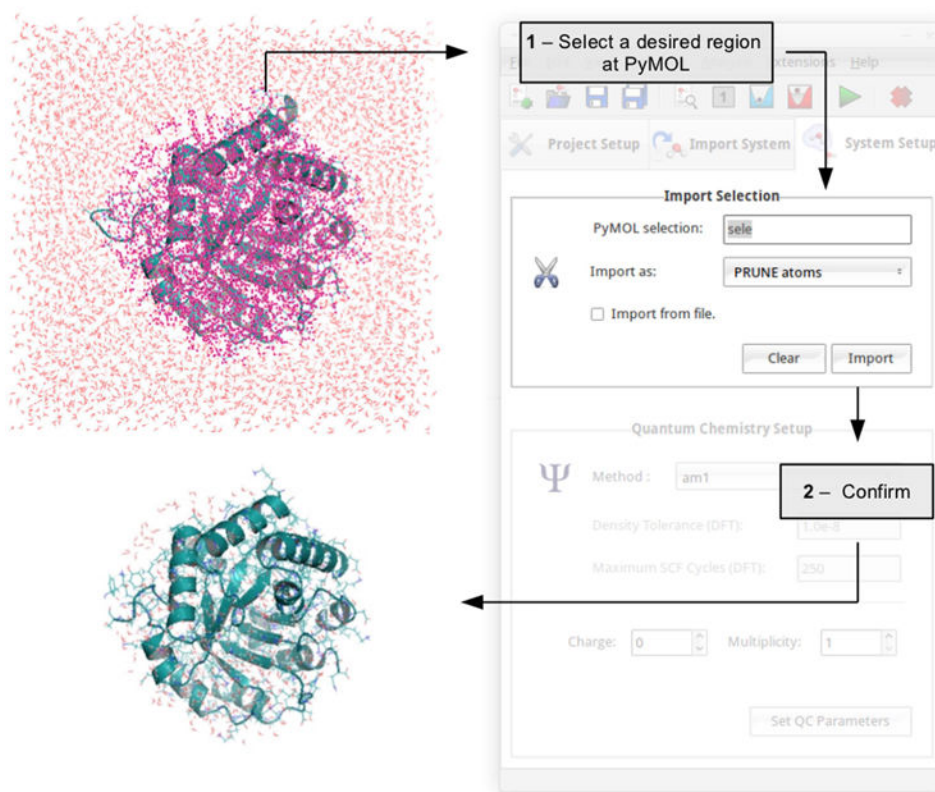 1 – Select a desired region
at PyMOL
Extensions Help
Project Setup
Import System
System Setup
Import Selection
PyMOL selection: sele
Import as: PRUNE atoms
Import from file.
Clear Import
Quantum Chemistry Setup
Ψ
Method : am1
2 – Confirm
Density Tolerance (DFT): 1.0e-8
Maximum SCF Cycles (DFT): 250
Charge: 0 Multiplicity: 1
Set QC Parameters